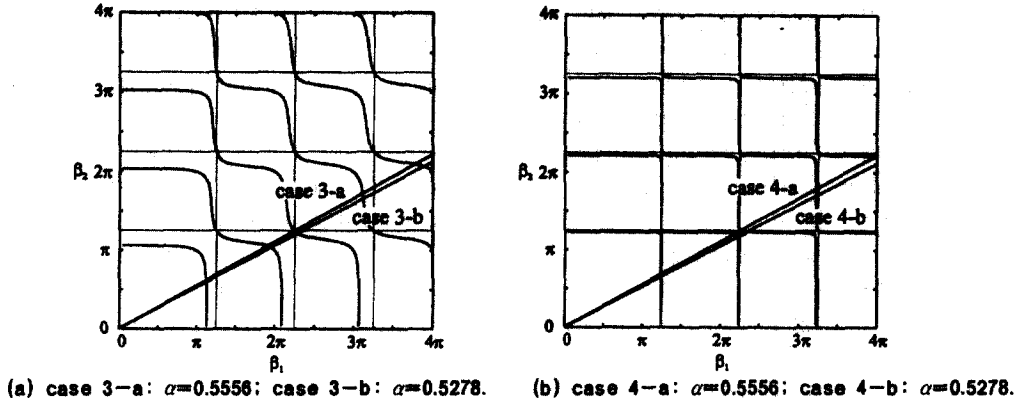 4π
3π
β₂ 2π
π
0
case 3-a
case 3-b
0 π 2π 3π 4π
β₁
4π
3π
β₂ 2π
π
0
case 4-a
case 4-b
0 π 2π 3π 4π
β₁
(a) case 3-a: α=0.5556; case 3-b: α=0.5278.
(b) case 4-a: α=0.5556; case 4-b: α=0.5278.